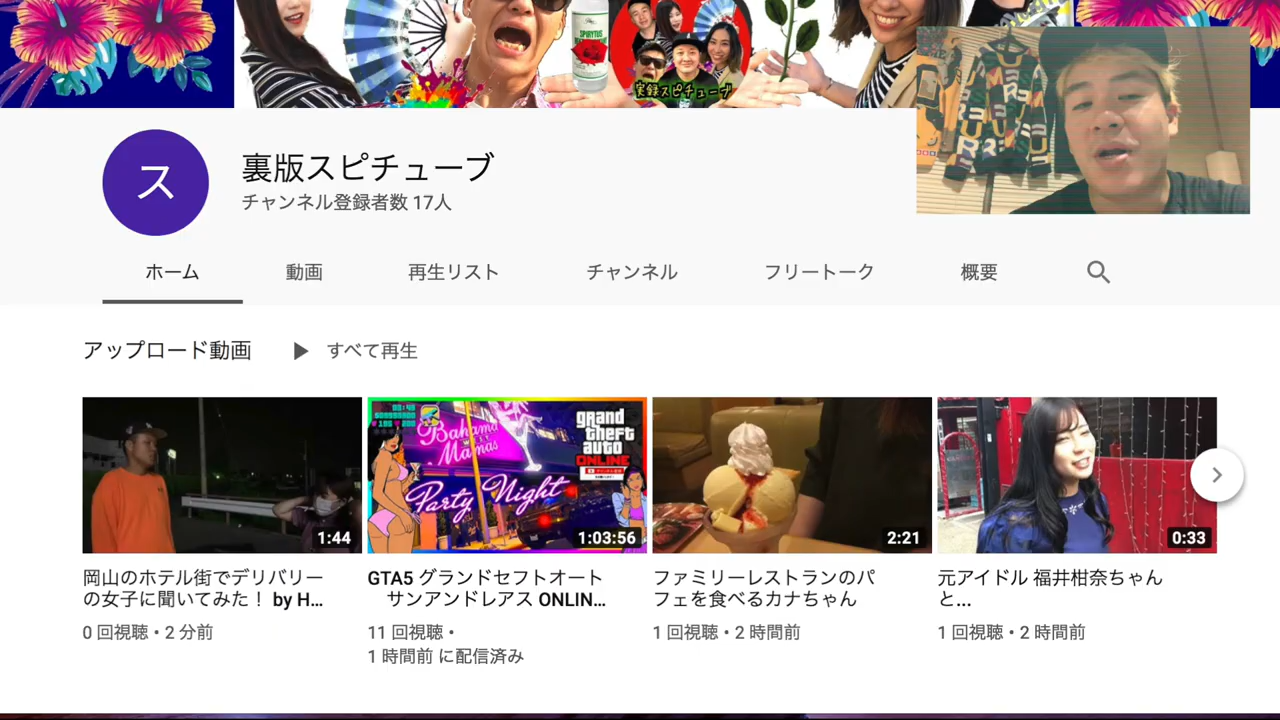 SPIRYTUS
実録スピチューブ
ス
裏版スピチューブ
チャンネル登録者数 17人
ホーム
動画
再生リスト
チャンネル
フリートーク
概要
アップロード動画
すべて再生
1:44
Bahama
Mamas
Party Night
grand
theft
auto
ONLINE
1:03:56
2:21
0:33
岡山のホテル街でデリバリー
の女子に聞いてみた！ by H...
0 回視聴 • 2 分前
GTA5 グランドセフトオート
サンアンドレアス ONLIN...
11 回視聴 •
1 時間前 に配信済み
ファミリーレストランのパ
フェを食べるカナちゃん
1 回視聴 • 2 時間前
元アイドル 福井柑奈ちゃん
と...
1 回視聴 • 2 時間前